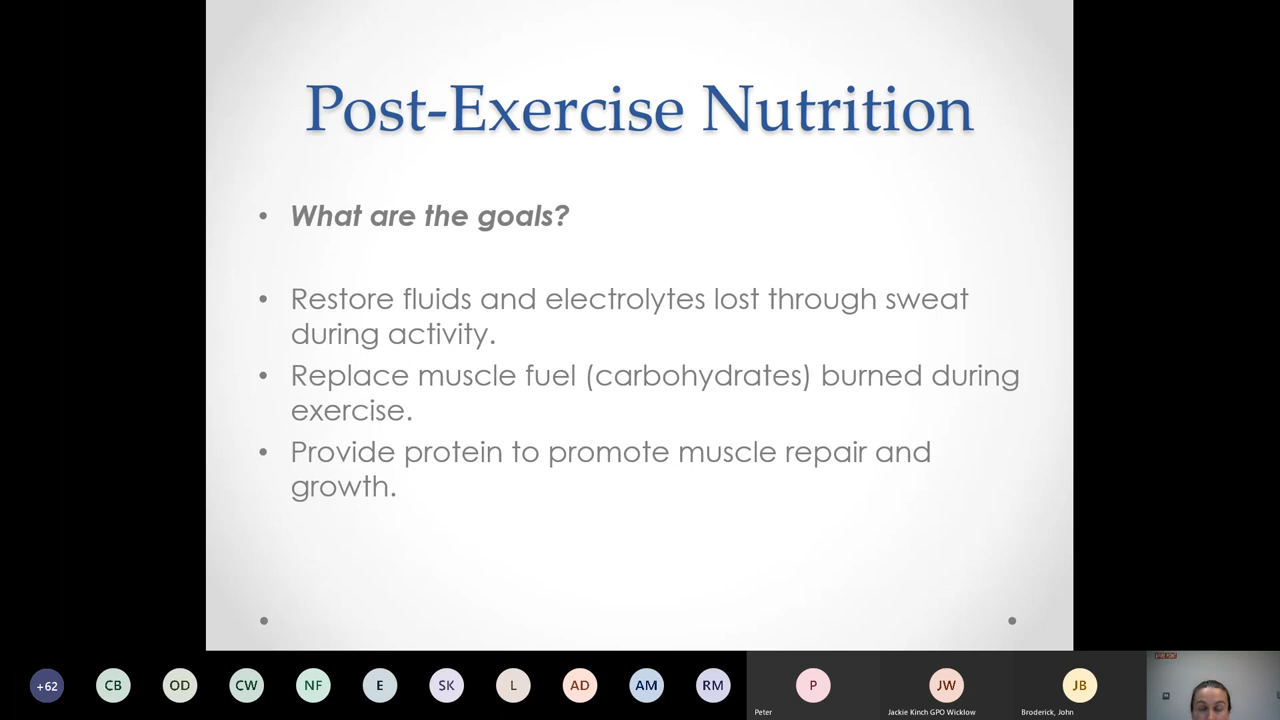 Post-Exercise Nutrition
• What are the goals?
• Restore fluids and electrolytes lost through sweat
during activity.
• Replace muscle fuel (carbohydrates) burned during
exercise.
• Provide protein to promote muscle repair and
growth.
+62
CB
OD
CW
NF
E
SK
L
AD
AM
RM
P
Peter
JW
Jackie Kinch GPO Wicklow
JB
Broderick, John